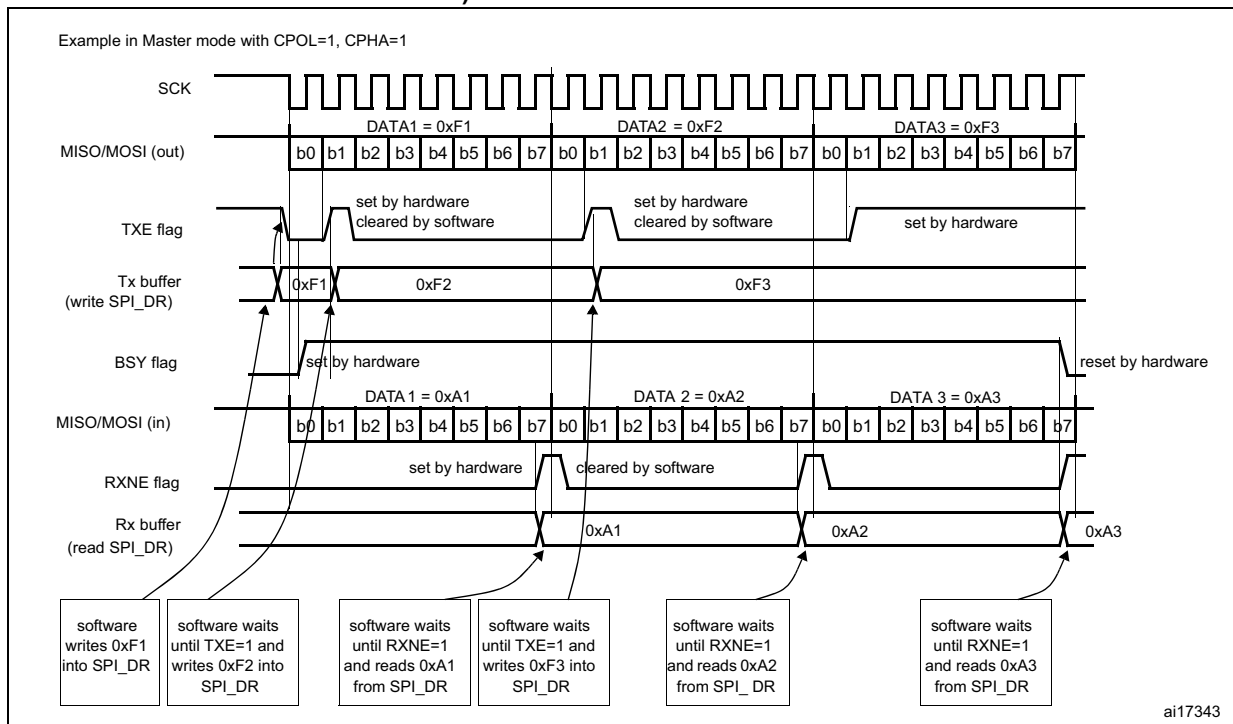 Example in Master mode with CPOL=1, CPHA=1
SCK
DATA1 = 0xF1 DATA2 = 0xF2 DATA3 = 0xF3
MISO/MOSI (out) b0 b1 b2 b3 b4 b5 b6 b7 b0 b1 b2 b3 b4 b5 b6 b7 b0 b1 b2 b3 b4 b5 b6 b7
set by hardware set by hardware
cleared by software cleared by software set by hardware
TXE flag
Tx buffer 0xF1 0xF2 0xF3
(write SPI_DR)
BSY flag set by hardware reset by hardware
DATA 1 = 0xA1 DATA 2 = 0xA2 DATA 3 = 0xA3
MISO/MOSI (in) b0 b1 b2 b3 b4 b5 b6 b7 b0 b1 b2 b3 b4 b5 b6 b7 b0 b1 b2 b3 b4 b5 b6 b7
set by hardware cleared by software
RXNE flag
Rx buffer 0xA1 0xA2 0xA3
(read SPI_DR)
software
writes 0xF1
into SPI_DR
software waits
until TXE=1 and
writes 0xF2 into
SPI_DR
software waits
until RXNE=1
and reads 0xA1
from SPI_DR
software waits
until TXE=1 and
writes 0xF3 into
SPI_DR
software waits
until RXNE=1
and reads 0xA2
from SPI_ DR
software waits
until RXNE=1
and reads 0xA3
from SPI_DR
ai17343